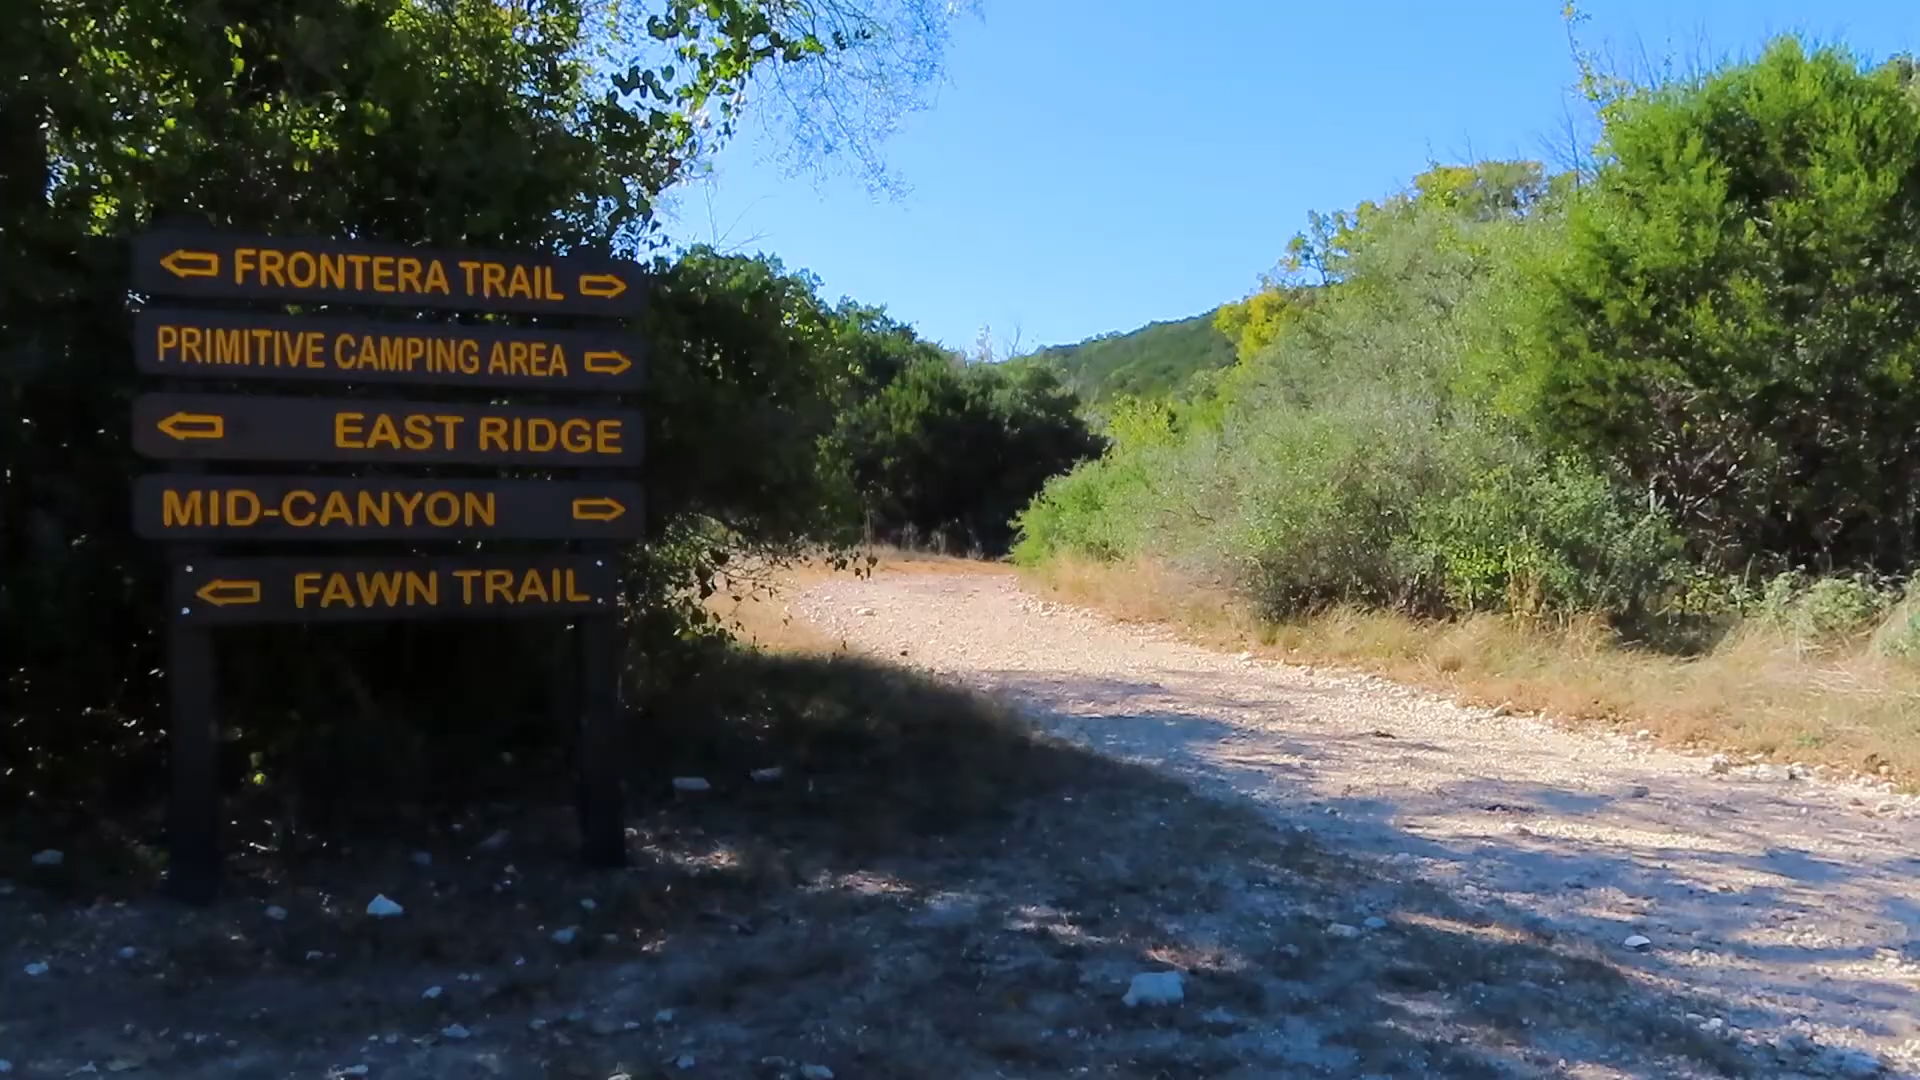 FRONTERA TRAIL
PRIMITIVE CAMPING AREA
EAST RIDGE
MID-CANYON
FAWN TRAIL